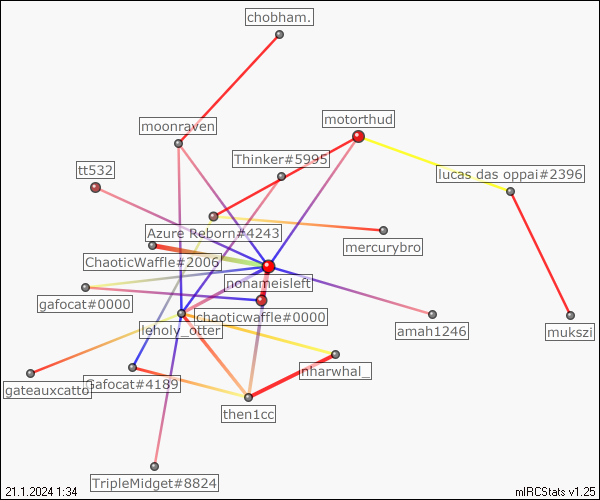 chobham.
motorthud
moonraven
Thinker#5995
tt532
lucas das oppai#2396
Azure Reborn#4243
mercurybro
ChaoticWaffle#2006
nonameisleft
gafocat#0000
chaoticwaffle#0000
leholy_otter
amah1246
mukszi
nharwhal_
Gafocat#4189
gateauxcatto
then1cc
TripleMidget#8824
21.1.2024 1:34
mIRCStats v1.25